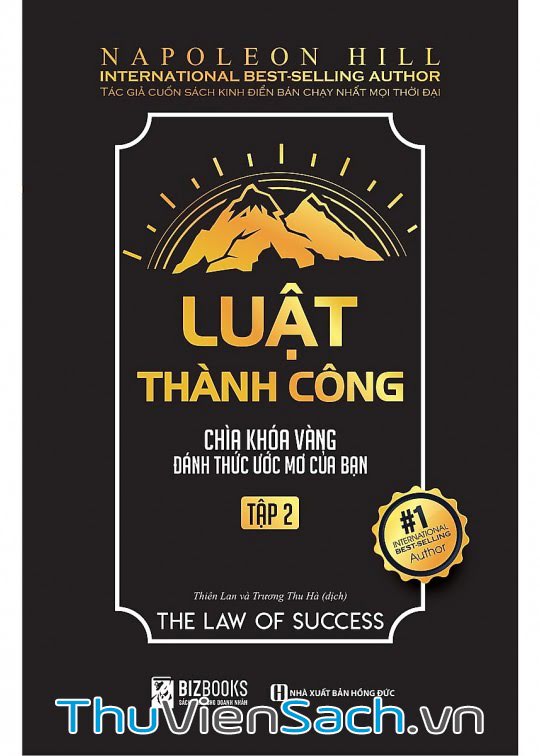 NAPOLEON HILL
INTERNATIONAL BEST-SELLING AUTHOR
TÁC GIẢ CUỐN SÁCH KINH ĐIỂN BÁN CHẠY NHẤT MỌI THỜI ĐẠI
LUẬT
THÀNH CÔNG
CHÌA KHÓA VÀNG
ĐÁNH THỨC ƯỚC MƠ CỦA BẠN
TẬP 2
#1
INTERNATIONAL
BEST-SELLING
Author
Thiên Lan và Trương Thu Hà (dịch)
THE LAW OF SUCCESS
BIZBOOKS
NHÀ XUẤT BẢN HỒNG ĐỨC
ThuVienSach.vn